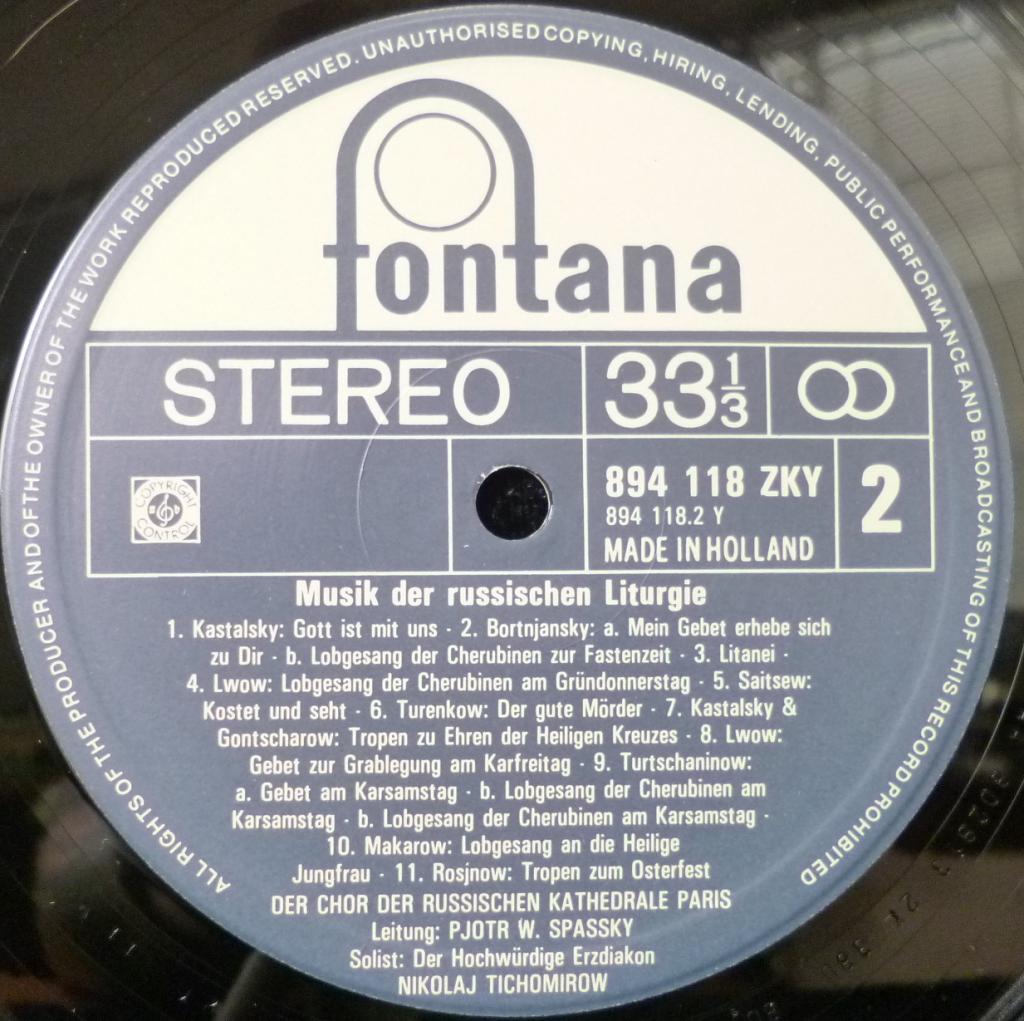 ALL RIGHTS OF THE PRODUCER AND OF THE OWNER OF THE WORK REPRODUCED RESERVED. UNAUTHORISED COPYING, HIRING, LENDING, PUBLIC PERFORMANCE AND BROADCASTING OF THIS RECORD PROHIBITED
fontana
STEREO 33 1/3
COPYRIGHT
CONTROL
894 118 ZKY 2
894 118.2 Y
MADE IN HOLLAND
Musik der russischen Liturgie
1. Kastalsky: Gott ist mit uns · 2. Bortnjansky: a. Mein Gebet erhebe sich
zu Dir · b. Lobgesang der Cherubinen zur Fastenzeit · 3. Litanei ·
4. Lwow: Lobgesang der Cherubinen am Gründonnerstag · 5. Saitsew:
Kostet und seht · 6. Turenkow: Der gute Mörder · 7. Kastalsky &
Gontscharow: Tropen zu Ehren der Heiligen Kreuzes · 8. Lwow:
Gebet zur Grablegung am Karfreitag · 9. Turtschaninow:
a. Gebet am Karsamstag · b. Lobgesang der Cherubinen am
Karsamstag · b. Lobgesang der Cherubinen am Karsamstag ·
10. Makarow: Lobgesang an die Heilige
Jungfrau · 11. Rosjnow: Tropen zum Osterfest
DER CHOR DER RUSSISCHEN KATHEDRALE PARIS
Leitung: PJOTR W. SPASSKY
Solist: Der Hochwürdige Erzdiakon
NIKOLAJ TICHOMIROW